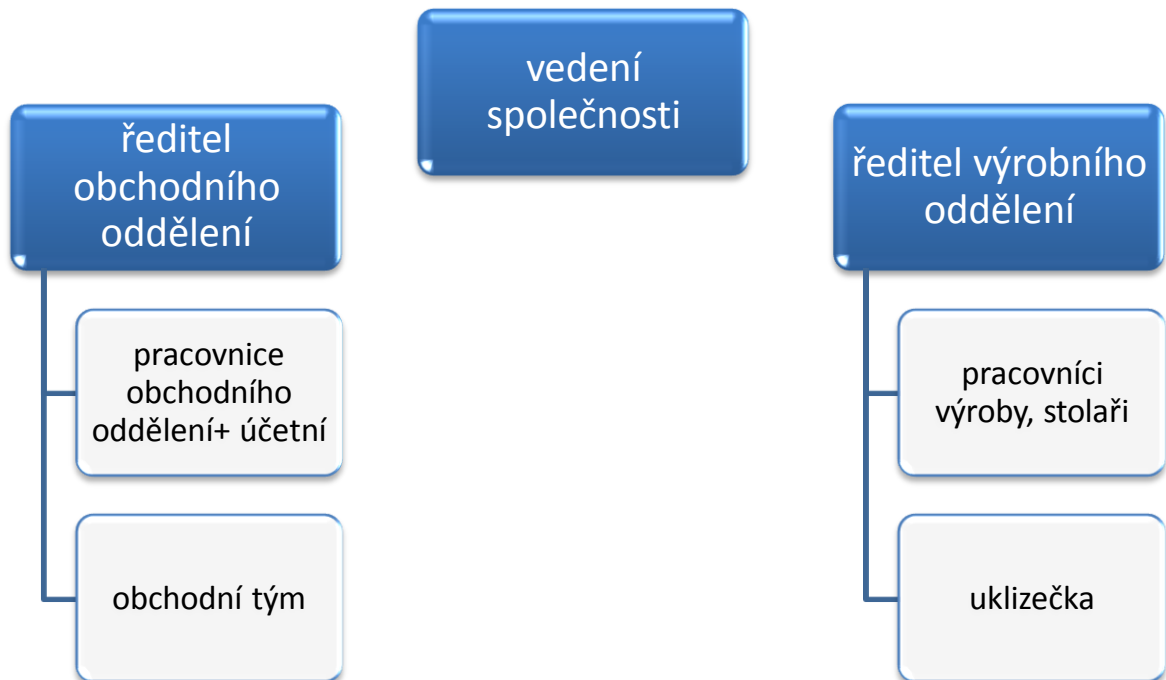 vedení
společnosti
ředitel
obchodního
oddělení
pracovnice
obchodního
oddělení+ účetní
obchodní tým
ředitel výrobního
oddělení
pracovníci
výroby, stolaři
uklizečka